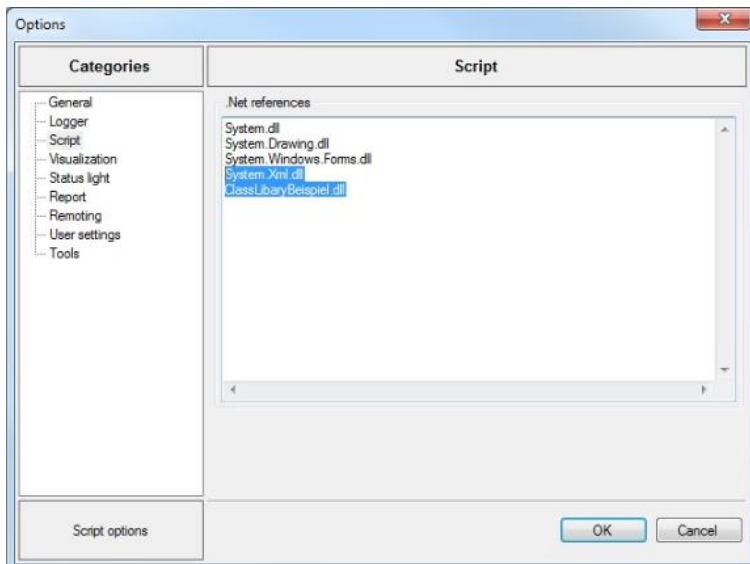 Options
Categories
Script
General
Logger
Script
Visualization
Status light
Report
Remoting
User settings
Tools
.Net references
System.dll
System.Drawing.dll
System.Windows.Forms.dll
System.Xml.dll
ClassLibaryBeispiel.dll
Script options
OK
Cancel